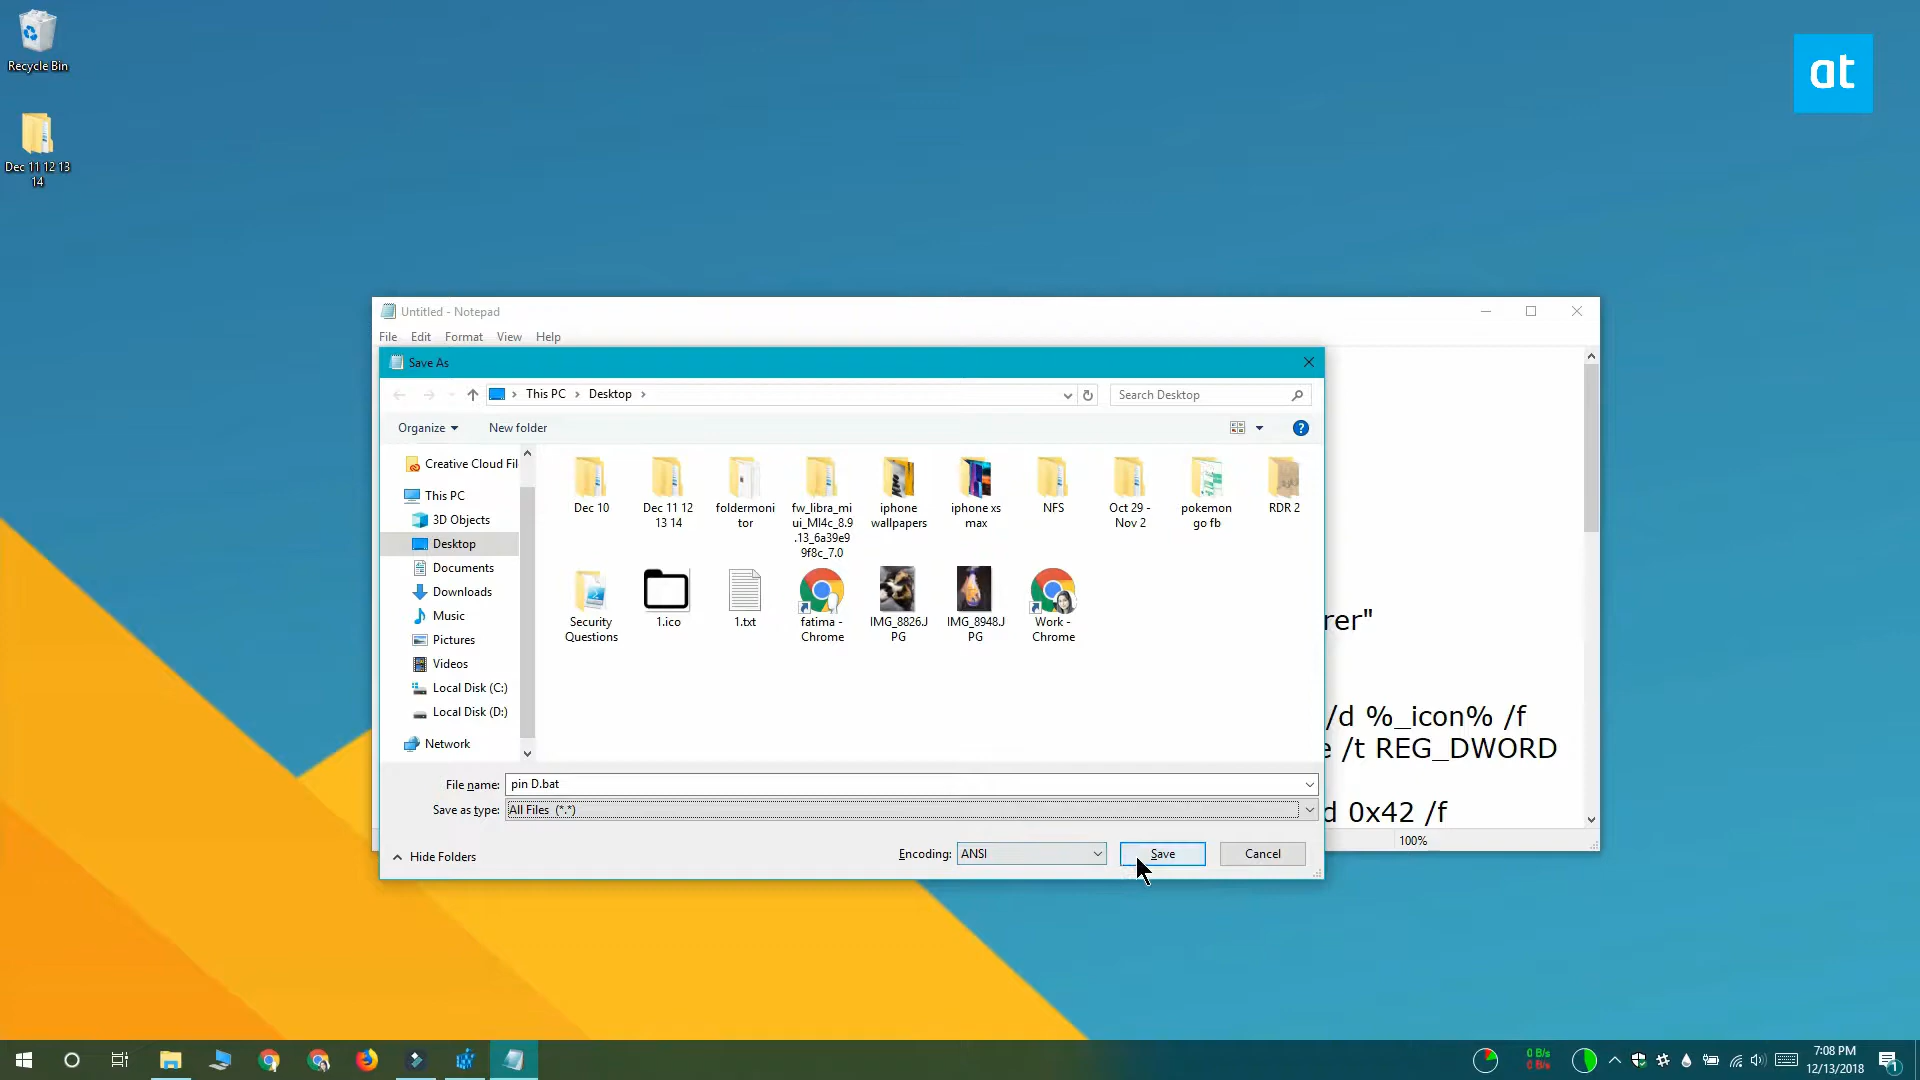 Recycle Bin
Dec 11 12 13
14
at
Untitled - Notepad
File Edit Format View Help
Save As
This PC > Desktop >
Search Desktop
Organize
New folder
Creative Cloud Fil
This PC
3D Objects
Desktop
Documents
Downloads
Music
Pictures
Videos
Local Disk (C:)
Local Disk (D:)
Network
Dec 10
Dec 11 12
13 14
foldermoni
tor
fw_libra_mi
ui_MI4c_8.9
.13_6a39e9
9f8c_7.0
iphone
wallpapers
iphone xs
max
NFS
Oct 29 -
Nov 2
pokemon
go fb
RDR 2
Security
Questions
1.ico
1.txt
fatima -
Chrome
IMG_8826.J
PG
IMG_8948.J
PG
Work -
Chrome
rer"
/d %_icon% /f
e /t REG_DWORD
d 0x42 /f
File name: pin D.bat
Save as type: All Files (*.*)
Hide Folders
Encoding: ANSI
Save
Cancel
100%
0 B/s
0 B/s
7:08 PM
12/13/2018
1